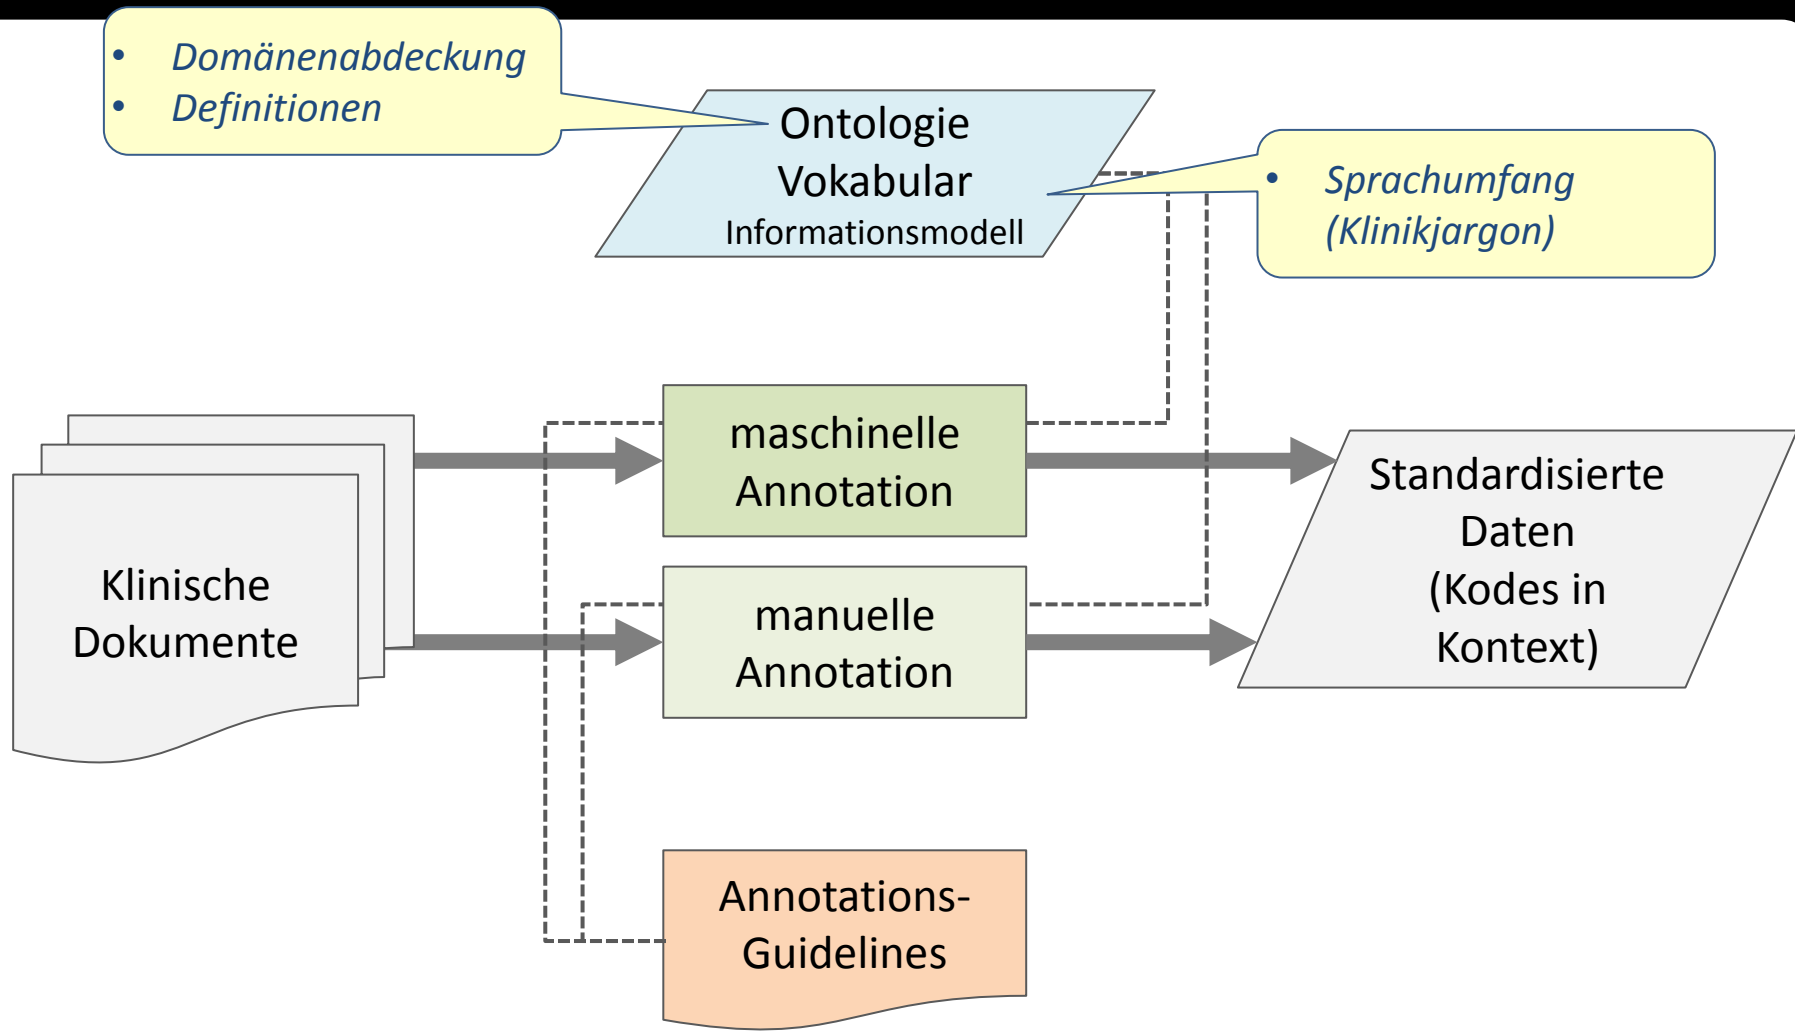 • Domänenabdeckung
• Definitionen
Ontologie
Vokabular
Informationsmodell
• Sprachumfang
(Klinikjargon)
maschinelle
Annotation
Standardisierte
Daten
(Kodes in
Kontext)
Klinische
Dokumente
manuelle
Annotation
Annotations-
Guidelines